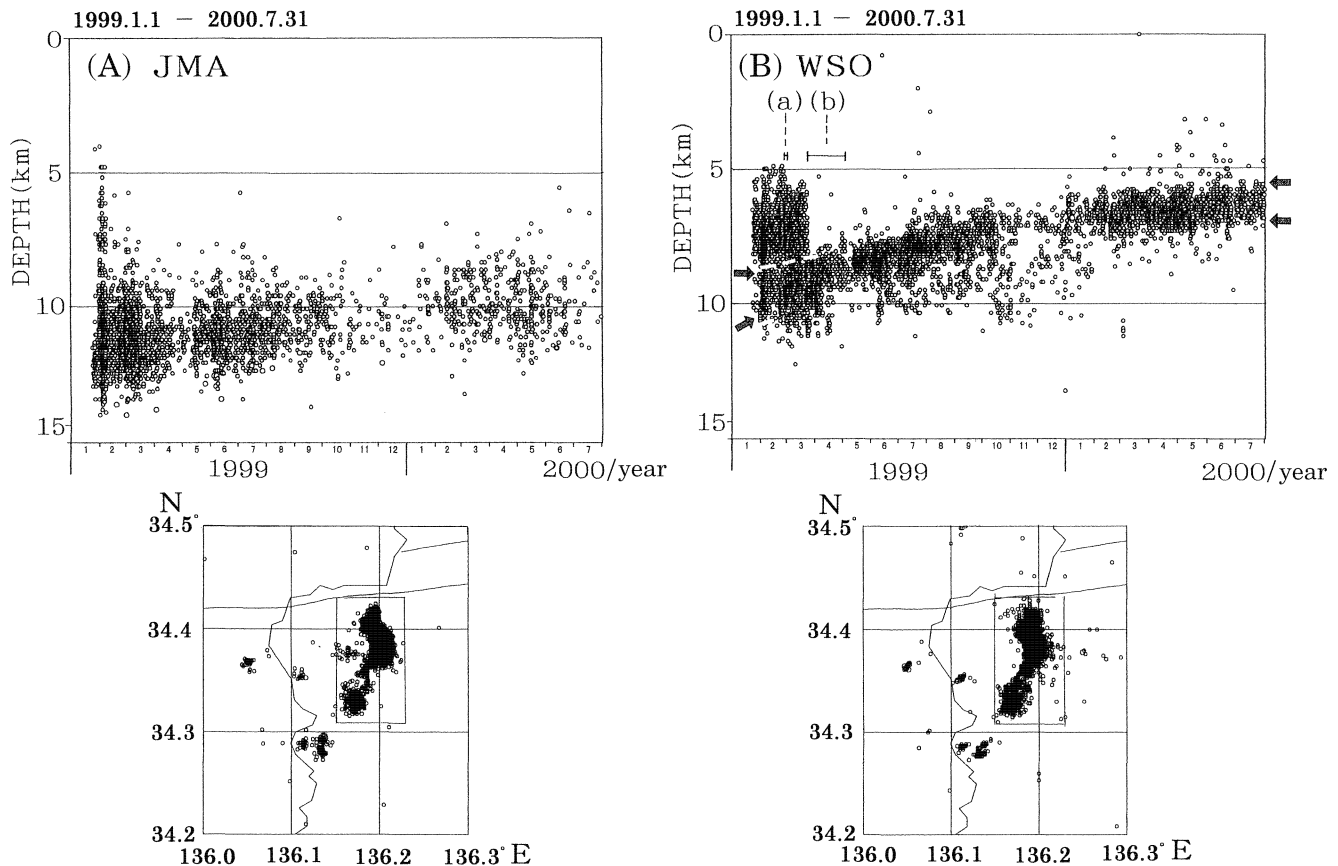 1999.1.1 − 2000.7.31
(A) JMA
DEPTH(km)
0
5
10
15
1 2 3 4 5 6 7 8 9 10 11 12 1 2 3 4 5 6 7
1999 2000/year
1999.1.1 − 2000.7.31
(B) WSO°
(a) (b)
DEPTH(km)
0
5
10
15
1 2 3 4 5 6 7 8 9 10 11 12 1 2 3 4 5 6 7
1999 2000/year
N
34.5°
34.4
34.3
34.2
136.0 136.1 136.2 136.3°E
N
34.5°
34.4
34.3
34.2
136.0 136.1 136.2 136.3°E